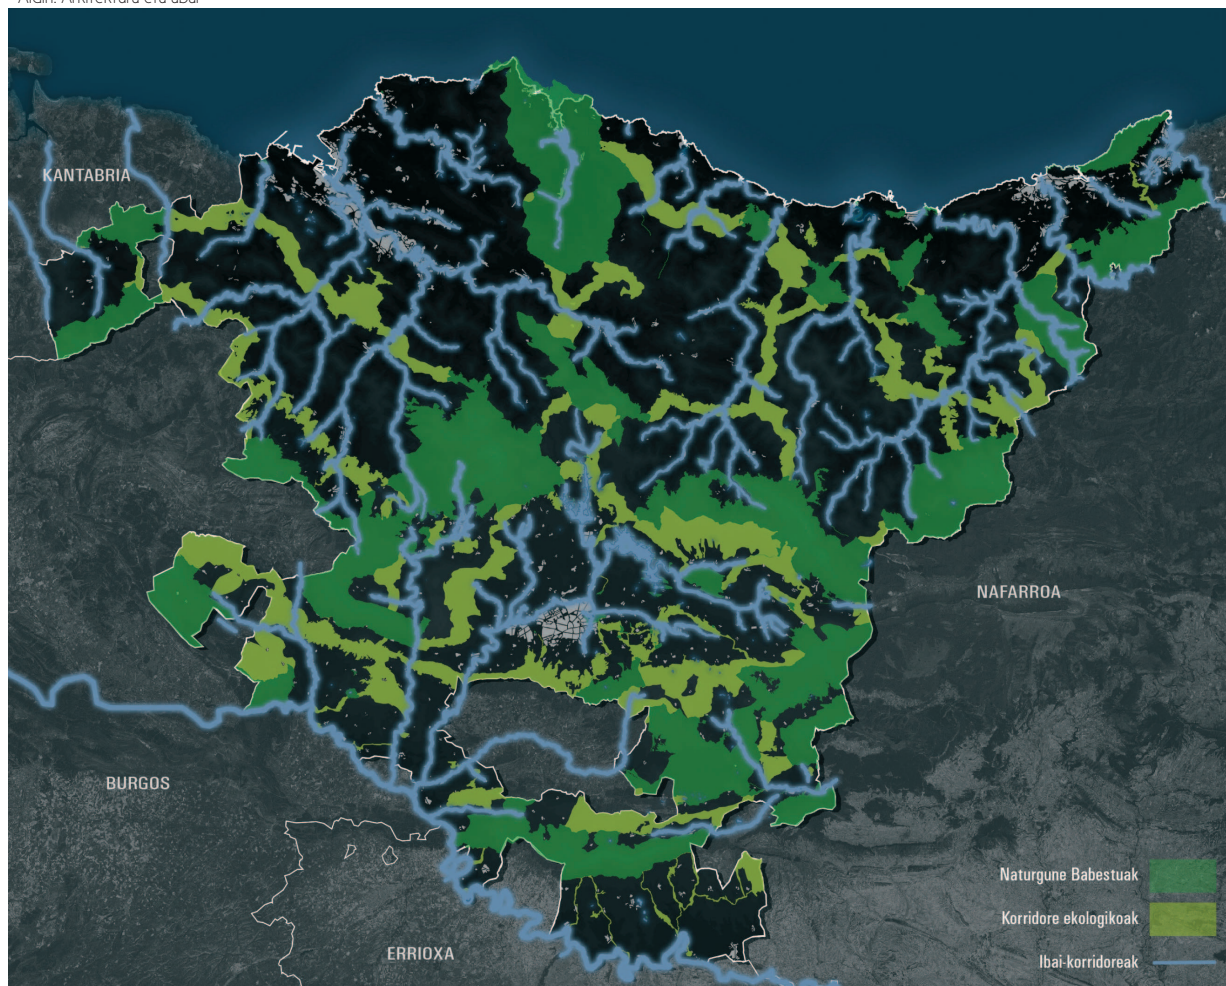 KANTABRIA
NAFARROA
BURGOS
ERRIOXA
Naturgune Babestuak
Korridore ekologikoak
Ibai-korridoreak